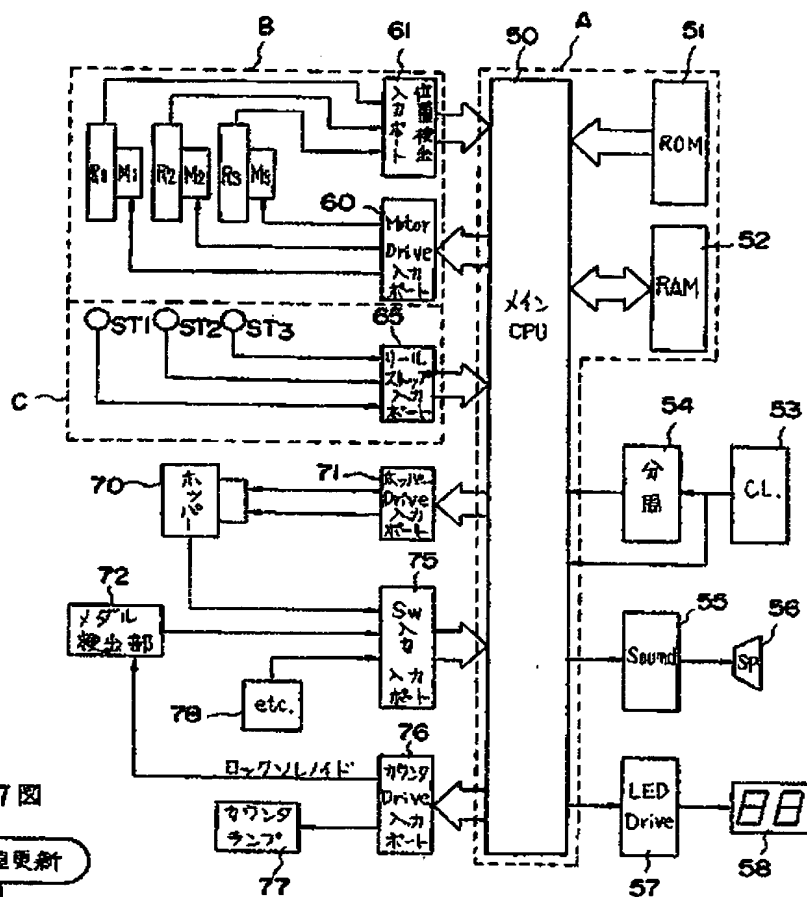 B
61
50
A
51
入力ポート
位置検出
R1
M1
R2
M2
R3
M3
ROM
60
Motor
Drive
入力
ポート
52
RAM
メイン
CPU
ST1
ST2
ST3
65
リール
ストップ
入力
ポート
C
54
53
分周
CL.
70
ホッパー
71
ホッパー
Drive
入力
ポート
75
72
メダル
検出部
Sw
入力
入力
ポート
55
56
Sound
SP
78
etc.
76
ロックソレノイド
カウンタ
Drive
入力
ポート
カウンタ
ランプ
77
LED
Drive
57
88
58
7図
更新